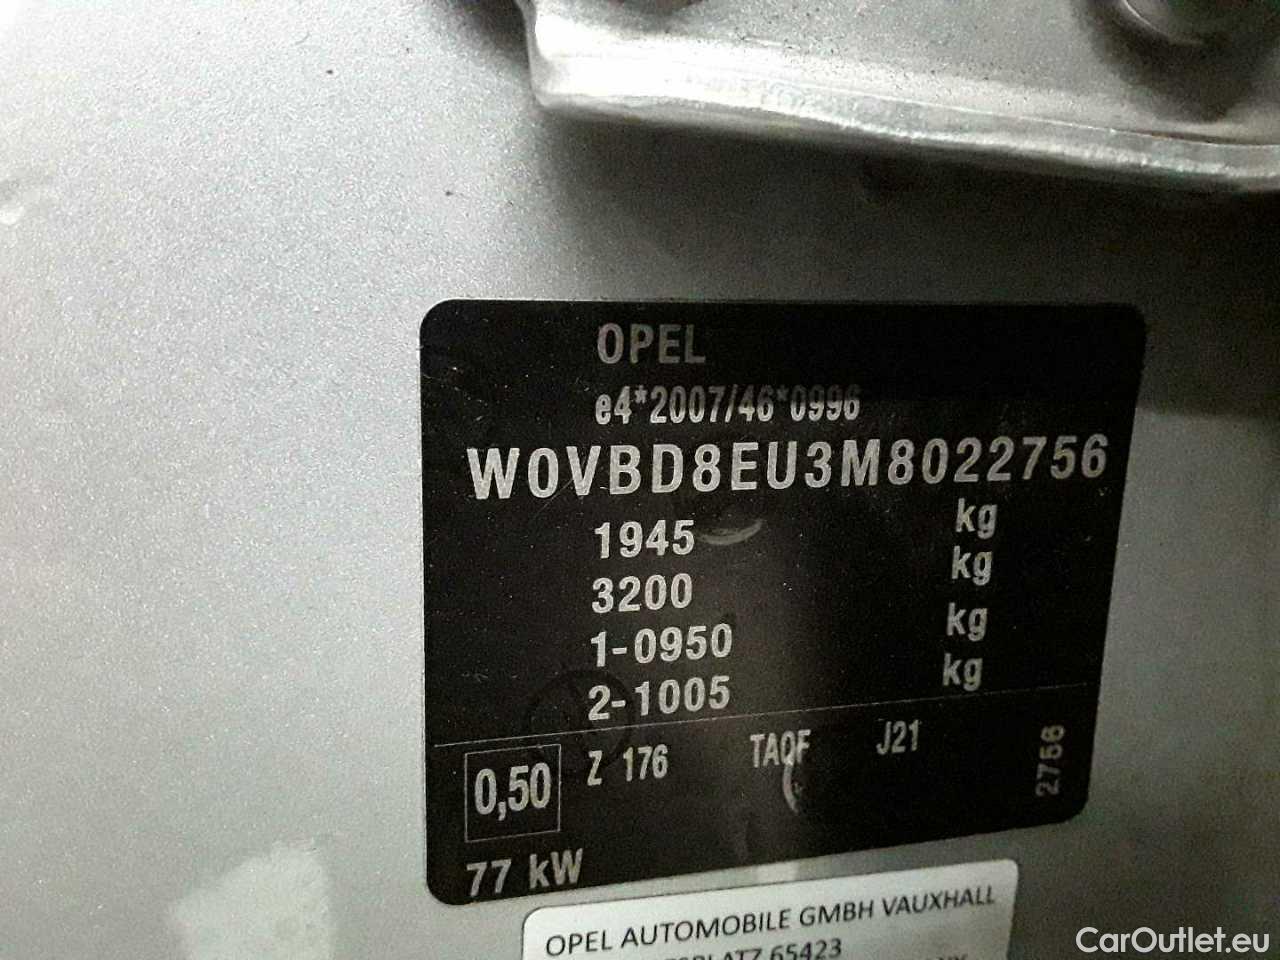 OPEL
e4*2007/46*0996
W0VBD8EU3M8022756
1945 kg
3200 kg
1-0950 kg
2-1005 kg
0,50 Z 176 TAQF J21 2756
77 kW
OPEL AUTOMOBILE GMBH VAUXHALL
65423
CarOutlet.eu